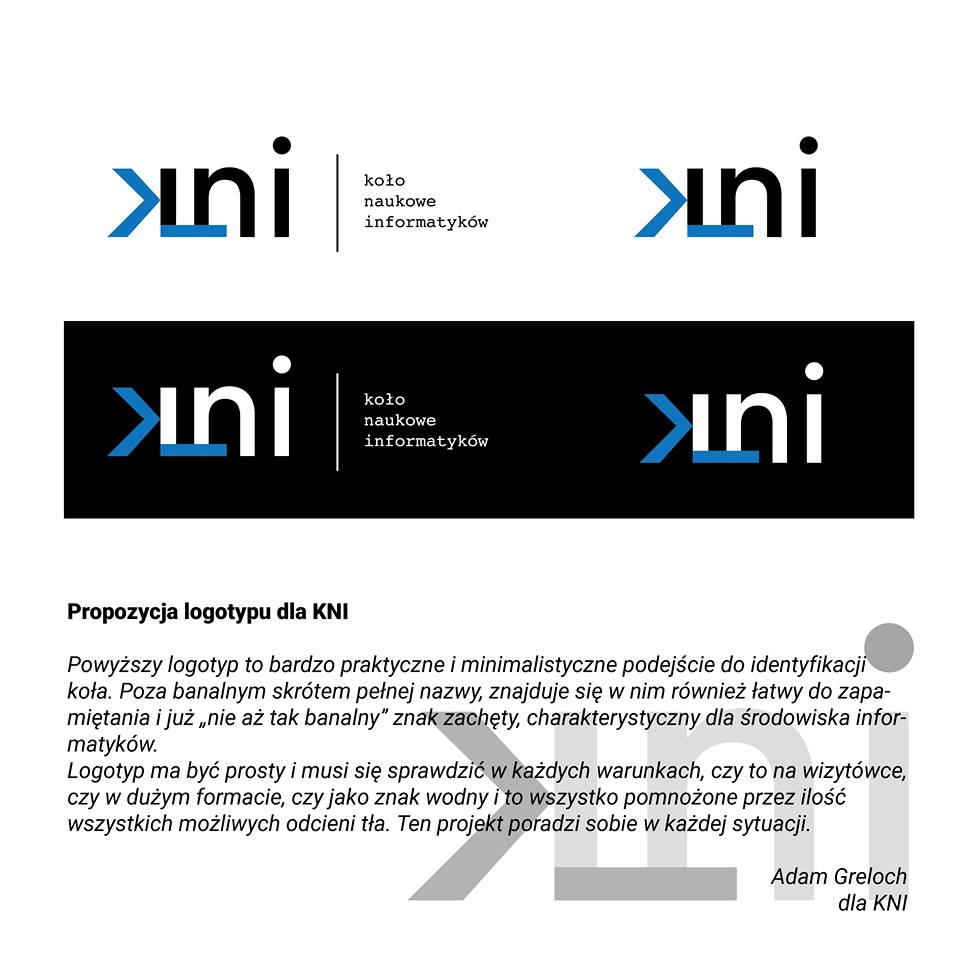 kni
koło
naukowe
informatyków
kni
kni
koło
naukowe
informatyków
kni
Propozycja logotypu dla KNI
Powyższy logotyp to bardzo praktyczne i minimalistyczne podejście do identyfikacji
koła. Poza banalnym skrótem pełnej nazwy, znajduje się w nim również łatwy do zapa-
miętania i już „nie aż tak banalny” znak zachęty, charakterystyczny dla środowiska infor-
matyków.
Logotyp ma być prosty i musi się sprawdzić w każdych warunkach, czy to na wizytówce,
czy w dużym formacie, czy jako znak wodny i to wszystko pomnożone przez ilość
wszystkich możliwych odcieni tła. Ten projekt poradzi sobie w każdej sytuacji.
kni
Adam Greloch
dla KNI